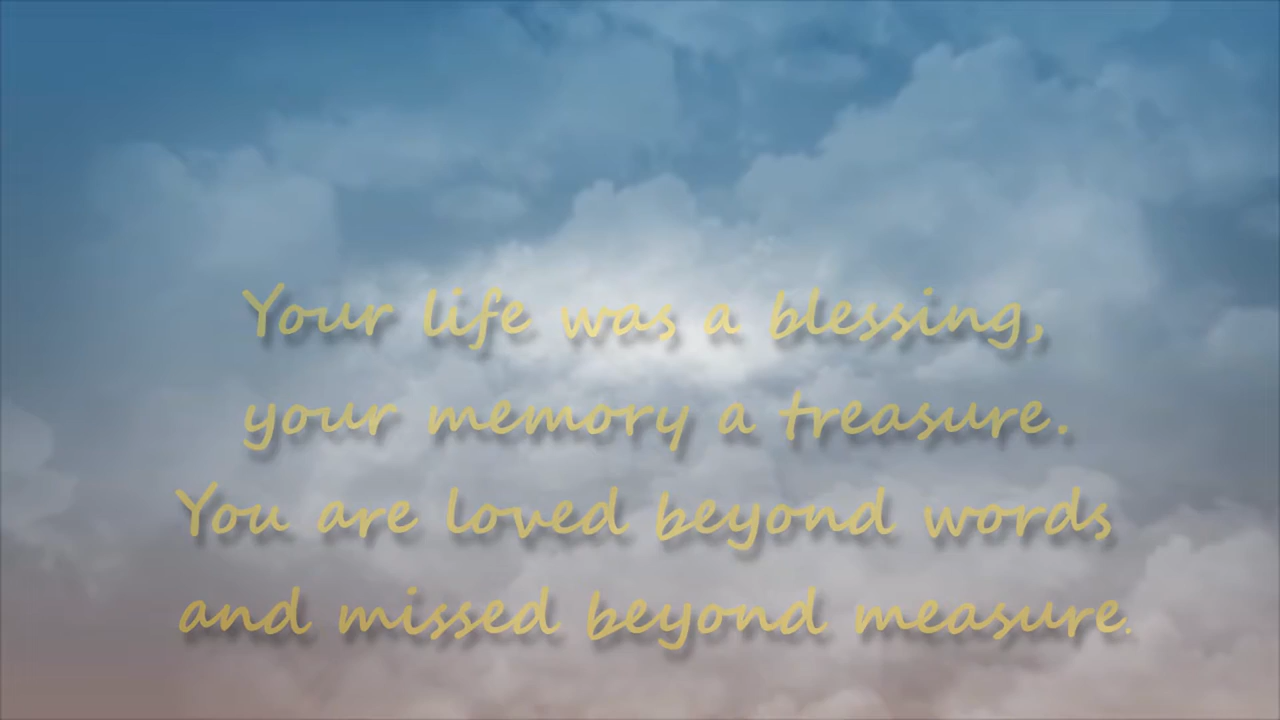 Your life was a blessing,
your memory a treasure.
You are loved beyond words
and missed beyond measure.